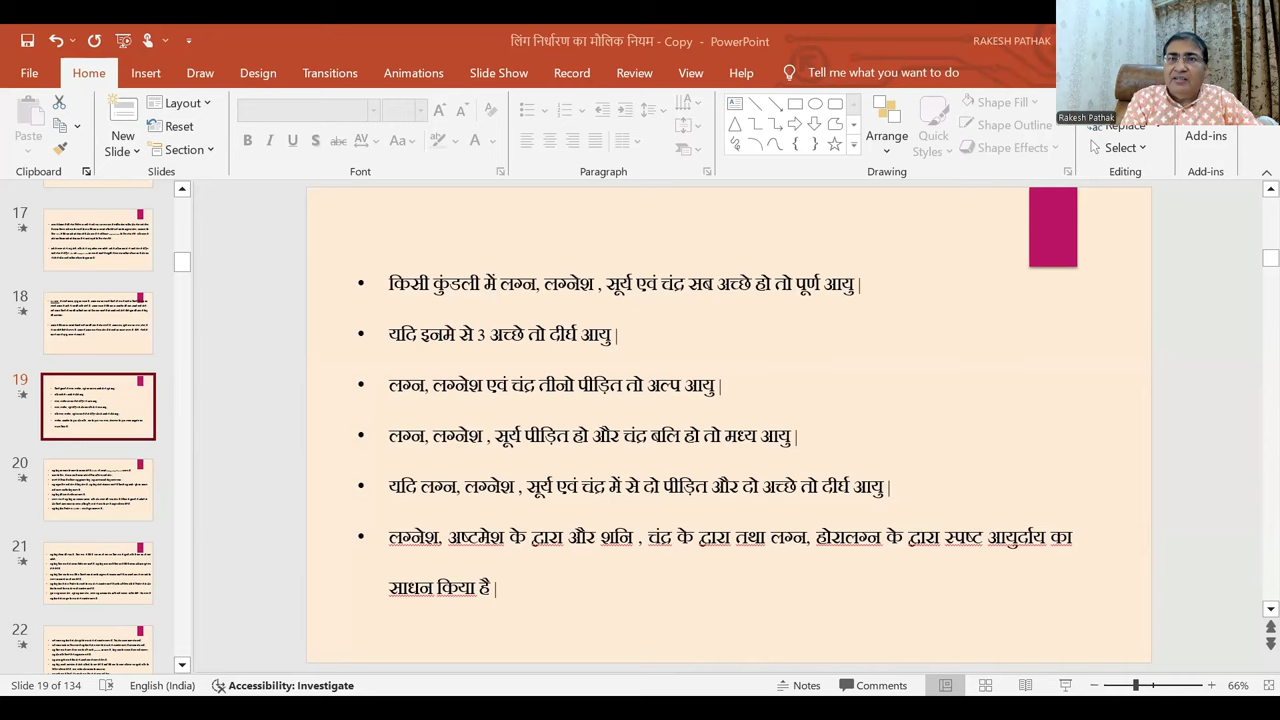 लिंग निर्धारण का मोलिक नियम - Copy - PowerPoint
RAKESH PATHAK
File Home Insert Draw Design Transitions Animations Slide Show Record Review View Help Tell me what you want to do
Paste
New
Slide
Layout
Reset
Section
Arrange
Quick
Styles
Shape Fill
Shape Outline
Shape Effects
Replace
Select
Add-ins
Rakesh Pathak
Clipboard Slides Font Paragraph Drawing Editing Add-ins
17
18
19
20
21
22
• किसी कुंडली में लग्न, लग्नेश , सूर्य एवं चंद्र सब अच्छे हो तो पूर्ण आयु |
• यदि इनमे से 3 अच्छे तो दीर्घ आयु |
• लग्न, लग्नेश एवं चंद्र तीनो पीड़ित तो अल्प आयु |
• लग्न, लग्नेश , सूर्य पीड़ित हो और चंद्र बलि हो तो मध्य आयु |
• यदि लग्न, लग्नेश , सूर्य एवं चंद्र में से दो पीड़ित और दो अच्छे तो दीर्घ आयु |
• लग्नेश, अष्टमेश के द्वारा और शनि , चंद्र के द्वारा तथा लग्न, होरालग्न के द्वारा स्पष्ट आयुर्दाय का
साधन किया है |
Slide 19 of 134 English (India) Accessibility: Investigate Notes Comments 66%